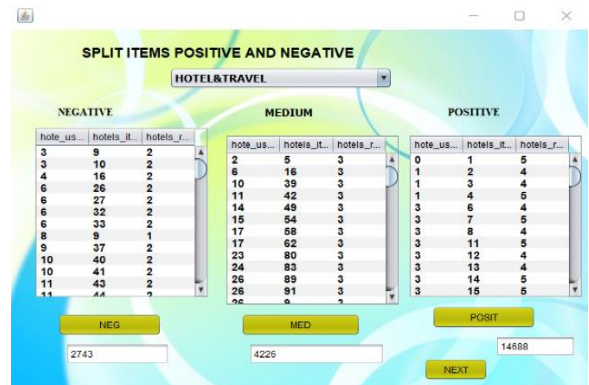 SPLIT ITEMS POSITIVE AND NEGATIVE
HOTEL&TRAVEL
NEGATIVE
hote_us... hotels_it... hotels_r...
3 9 2
3 10 2
4 16 2
6 26 2
6 27 2
6 32 2
6 33 2
8 9 1
9 37 2
10 40 2
10 41 2
11 43 2
11 44 2
NEG
2743
MEDIUM
hote_us... hotels_it... hotels_r...
2 5 3
6 16 3
10 39 3
11 42 3
14 49 3
15 54 3
17 58 3
17 62 3
23 80 3
24 83 3
26 89 3
26 91 3
26 9 3
MED
4226
POSITIVE
hote_us... hotels_it... hotels_r...
0 1 5
1 2 4
1 3 4
1 4 5
3 6 4
3 7 5
3 8 4
3 11 5
3 12 4
3 13 4
3 14 5
3 15 5
POSIT
14688
NEXT